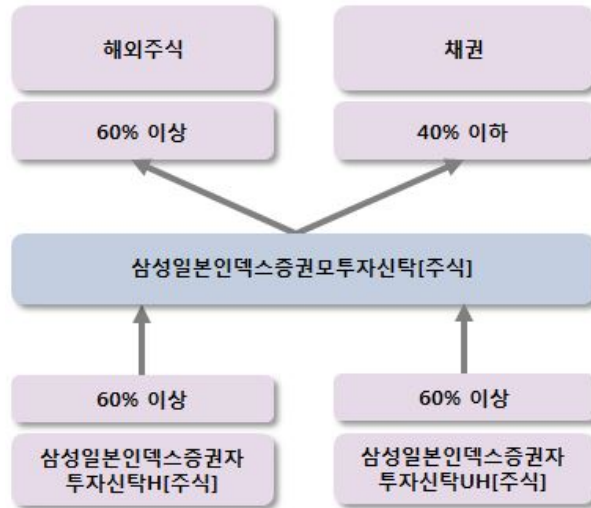 해외주식
채권
60% 이상
40% 이하
삼성일본인덱스증권모투자신탁[주식]
60% 이상
60% 이상
삼성일본인덱스증권자
투자신탁H[주식]
삼성일본인덱스증권자
투자신탁UH[주식]